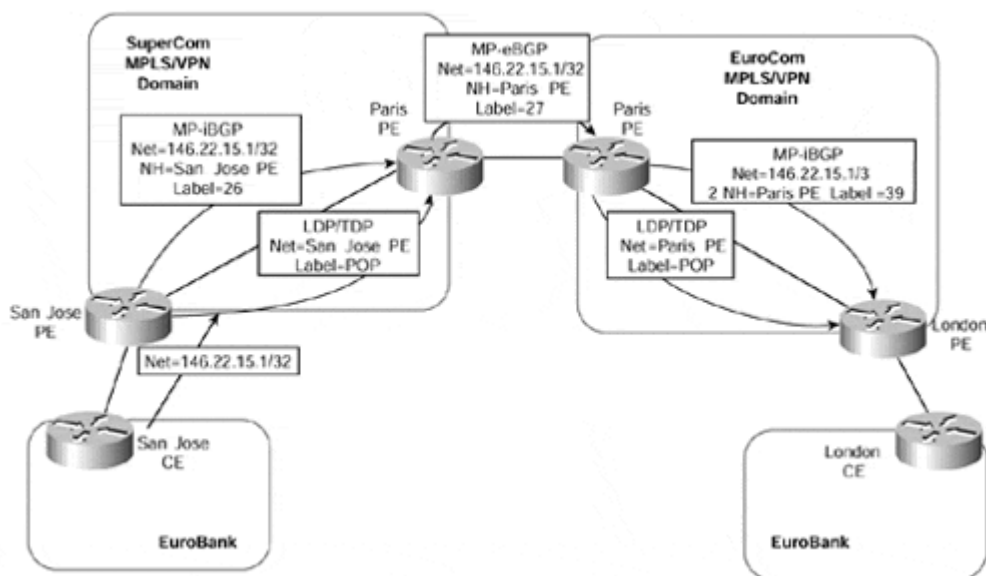 SuperCom
MPLS/VPN
Domain
MP-eBGP
Net=146.22.15.1/32
NH=Paris PE
Label=27
EuroCom
MPLS/VPN
Domain
Paris
PE
Paris
PE
MP-iBGP
Net=146.22.15.1/32
NH=San Jose PE
Label=26
MP-iBGP
Net=146.22.15.1/3
2 NH=Paris PE Label =39
LDP/TDP
Net=San Jose PE
Label=POP
LDP/TDP
Net=Paris PE
Label=POP
San Jose
PE
London
PE
Net=146.22.15.1/32
San Jose
CE
London
CE
EuroBank
EuroBank